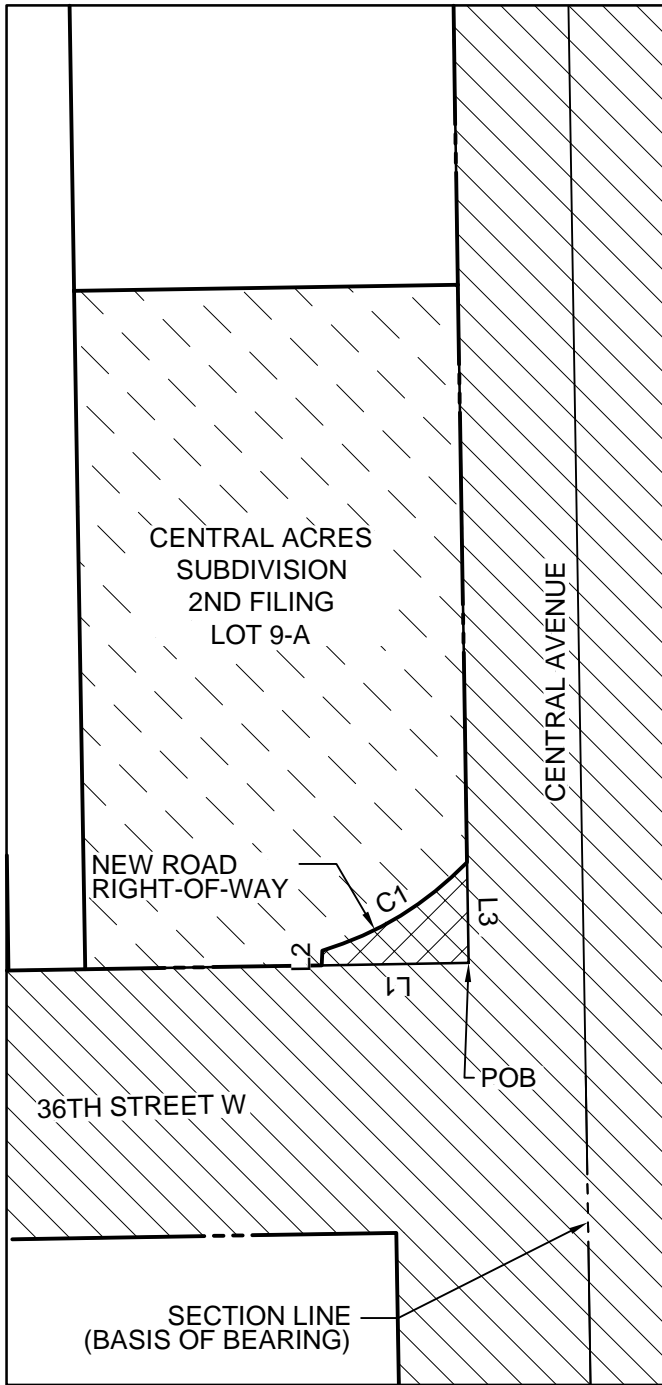 CENTRAL ACRES
SUBDIVISION
2ND FILING
LOT 9-A
CENTRAL AVENUE
NEW ROAD
RIGHT-OF-WAY
C1
L2
L3
L1
POB
36TH STREET W
SECTION LINE
(BASIS OF BEARING)